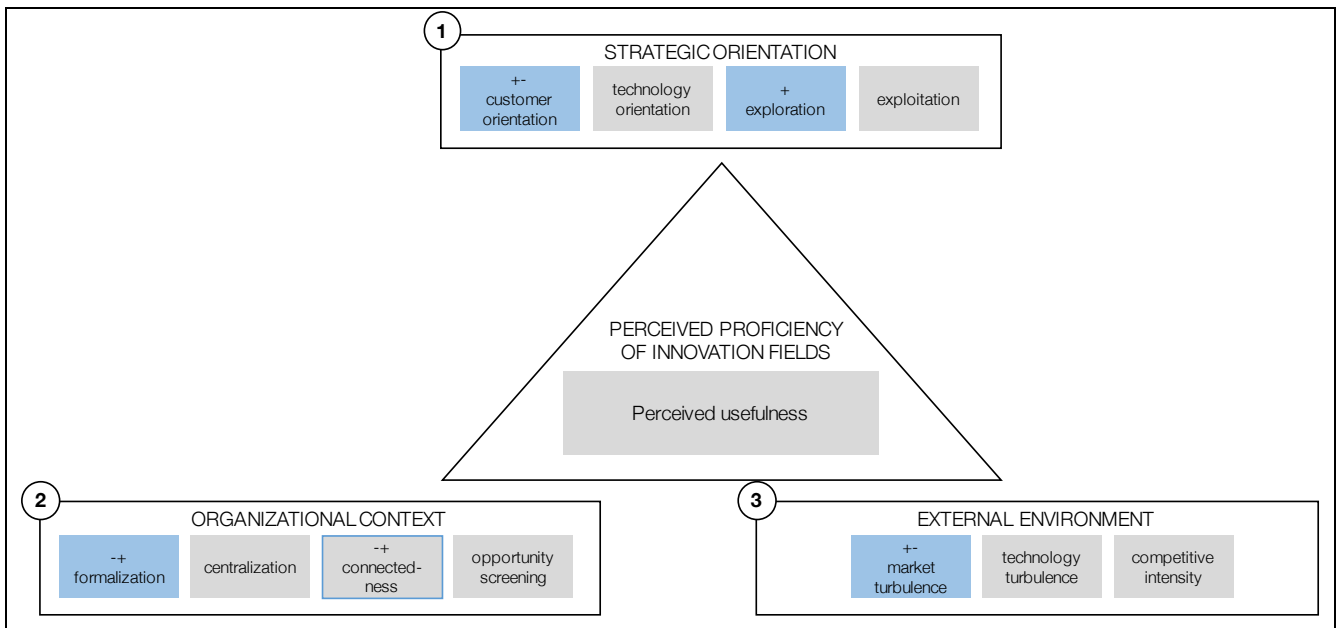 1
STRATEGIC ORIENTATION
+-
customer
orientation
technology
orientation
+
exploration
exploitation
PERCEIVED PROFICIENCY
OF INNOVATION FIELDS
Perceived usefulness
2
ORGANIZATIONAL CONTEXT
-+
formalization
centralization
-+
connected-
ness
opportunity
screening
3
EXTERNAL ENVIRONMENT
+-
market
turbulence
technology
turbulence
competitive
intensity